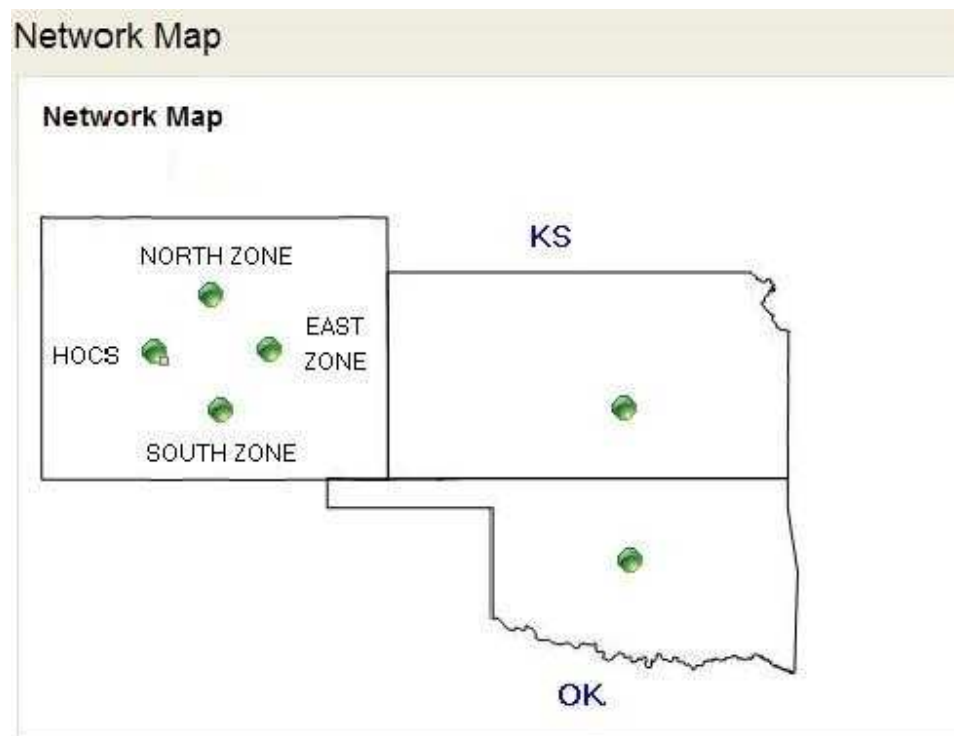 Network Map
Network Map
KS
NORTH ZONE
EAST
ZONE
HOCS
SOUTH ZONE
OK